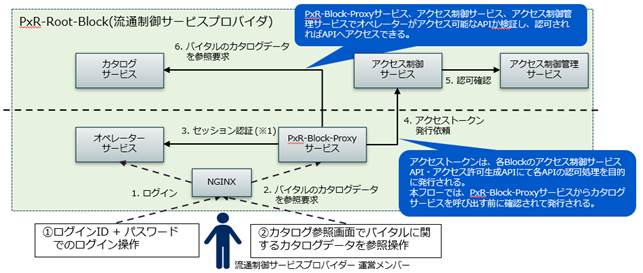 PxR-Root-Block(流通制御サービスプロバイダ)
PxR-Block-Proxyサービス、アクセス制御サービス、アクセス制御管
理サービスでオペレーターがアクセス可能なAPIか検証し、認可され
ればAPIへアクセスできる。
6. バイタルのカタログデータ
を参照要求
カタログ
サービス
アクセス制御
サービス
アクセス制御管理
サービス
5. 認可確認
4. アクセストークン
発行依頼
オペレーター
サービス
3. セッション認証(※1)
PxR-Block-Proxy
サービス
アクセストークンは、各Blockのアクセス制御サービス
API・アクセス許可生成APIにて各APIの認可処理を目的
に発行される。
本フローでは、PxR-Block-Proxyサービスからカタログ
サービスを呼び出す前に確認されて発行される。
1. ログイン
NGINX
2. バイタルのカタログデータ
を参照要求
①ログインID + パスワード
でのログイン操作
②カタログ参照画面でバイタルに関
するカタログデータを参照操作
流通制御サービスプロバイダー 運営メンバー